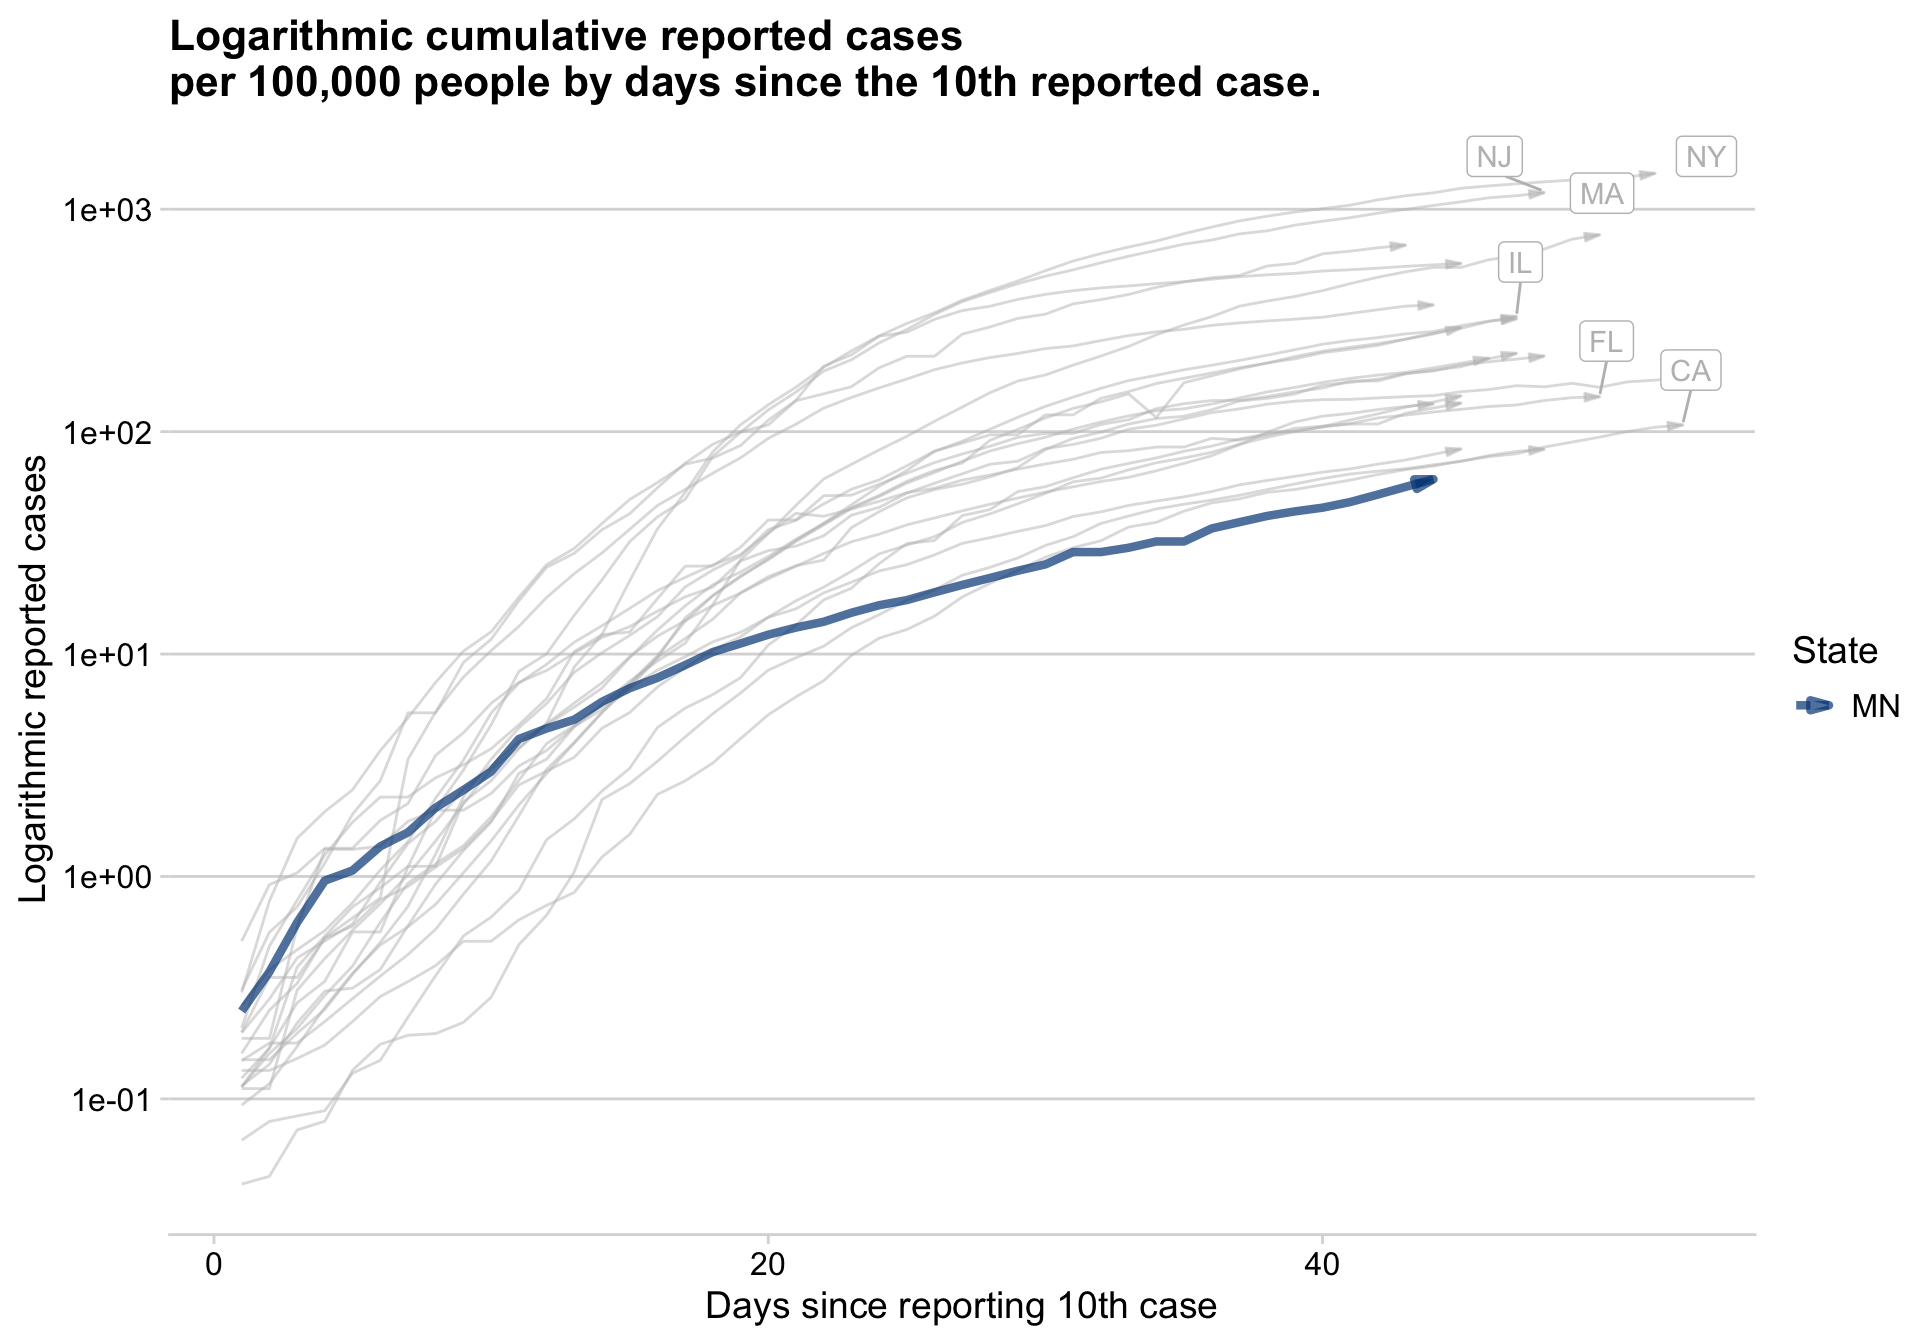 Logarithmic cumulative reported cases
per 100,000 people by days since the 10th reported case.
NJ
NY
MA
IL
FL
CA
1e+03
1e+02
1e+01
1e+00
1e-01
Logarithmic reported cases
State
MN
0
20
40
Days since reporting 10th case